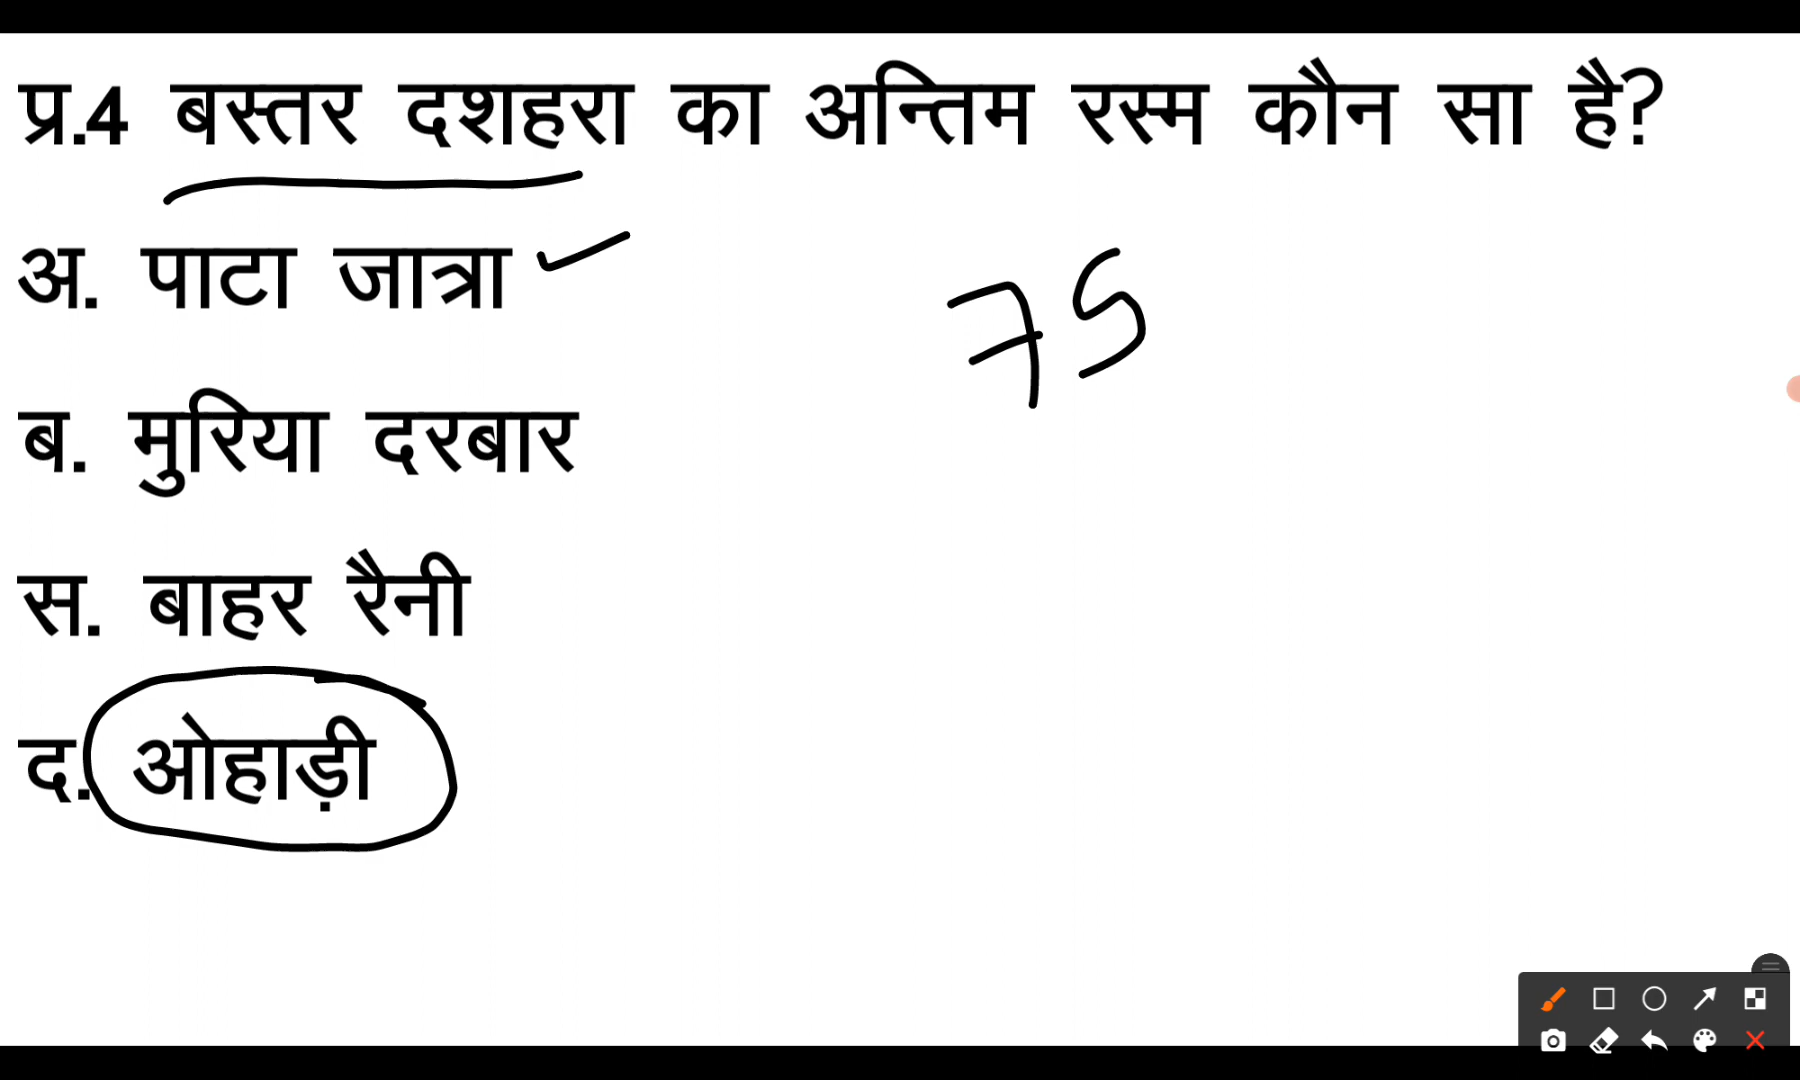 प्र.4 बस्तर दशहरा का अन्तिम रस्म कौन सा है?
अ. पाटा जात्रा
75
ब. मुरिया दरबार
स. बाहर रैनी
द. ओहाड़ी